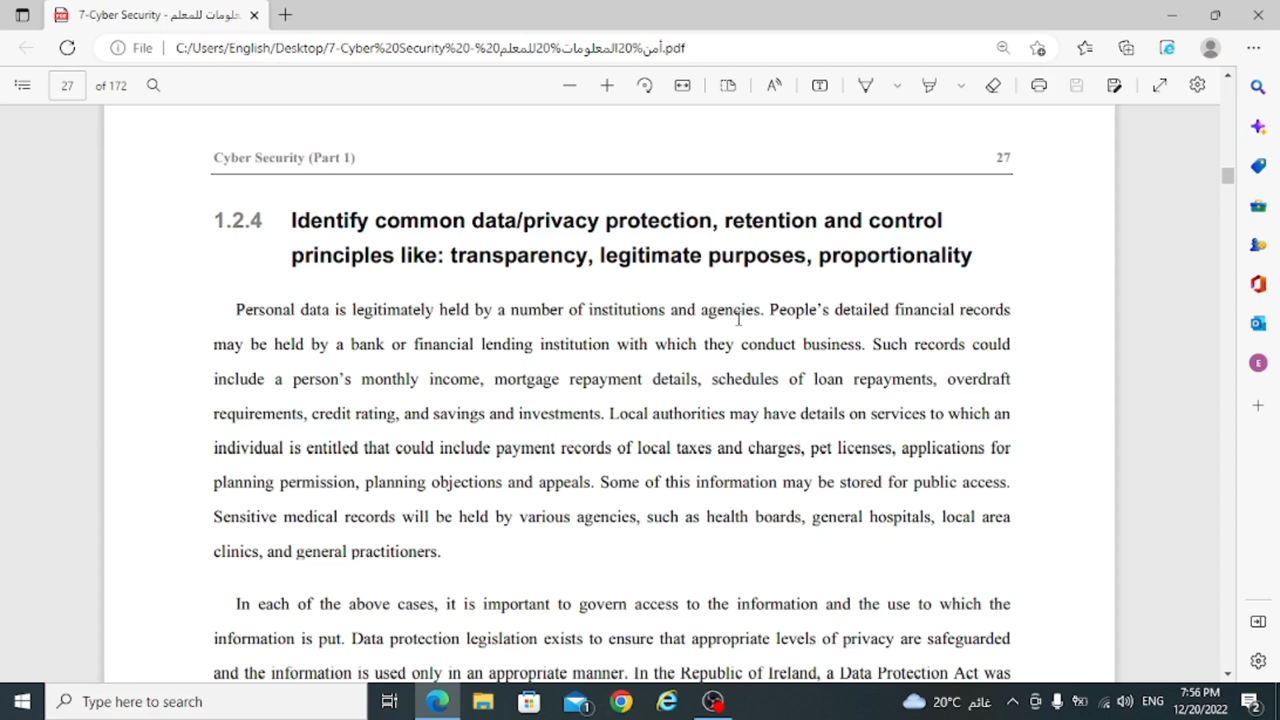 7-Cyber Security - أمن المعلومات للمعلم
File
C:/Users/English/Desktop/7-Cyber%20Security%20-%20أمن%20المعلومات%20للمعلم.pdf
27 of 172
Cyber Security (Part 1) 27
1.2.4 Identify common data/privacy protection, retention and control
principles like: transparency, legitimate purposes, proportionality
Personal data is legitimately held by a number of institutions and agencies. People's detailed financial records
may be held by a bank or financial lending institution with which they conduct business. Such records could
include a person's monthly income, mortgage repayment details, schedules of loan repayments, overdraft
requirements, credit rating, and savings and investments. Local authorities may have details on services to which an
individual is entitled that could include payment records of local taxes and charges, pet licenses, applications for
planning permission, planning objections and appeals. Some of this information may be stored for public access.
Sensitive medical records will be held by various agencies, such as health boards, general hospitals, local area
clinics, and general practitioners.
In each of the above cases, it is important to govern access to the information and the use to which the
information is put. Data protection legislation exists to ensure that appropriate levels of privacy are safeguarded
and the information is used only in an appropriate manner. In the Republic of Ireland, a Data Protection Act was
Type here to search
1
20°C غائم
ENG
7:56 PM
12/20/2022
2